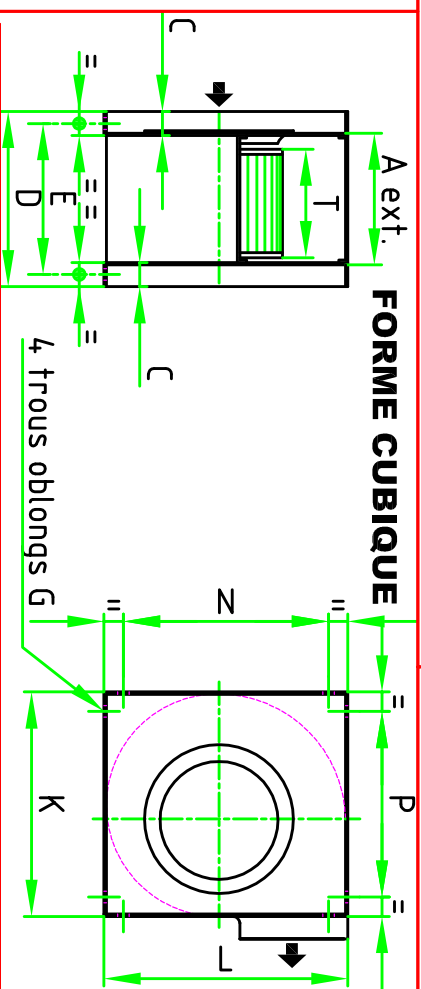 FORME CUBIQUE
A ext.
T
C
C
=
= =
=
E
D
4 trous oblongs G
=
N
=
=
P
=
K
L